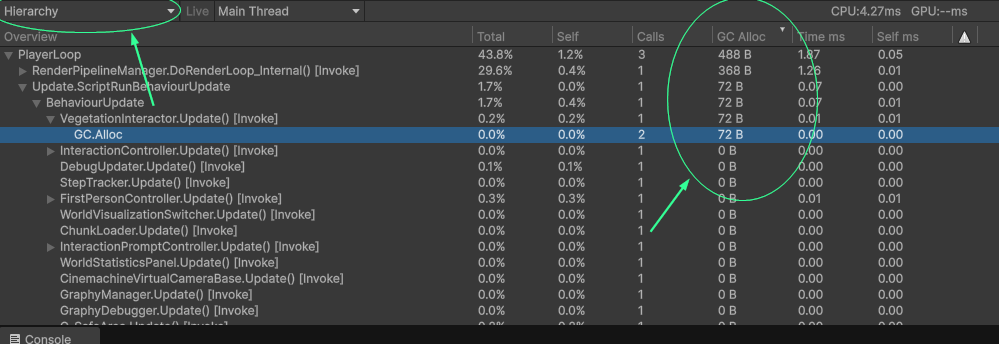 Hierarchy Live Main Thread CPU:4.27ms GPU:--ms
Overview Total Self Calls GC Alloc Time ms Self ms
PlayerLoop 43.8% 1.2% 3 488 B 1.87 0.05
RenderPipelineManager.DoRenderLoop_Internal() [Invoke] 29.6% 0.4% 1 368 B 1.26 0.01
Update.ScriptRunBehaviourUpdate 1.7% 0.0% 1 72 B 0.07 0.00
BehaviourUpdate 1.7% 0.4% 1 72 B 0.07 0.01
VegetationInteractor.Update() [Invoke] 0.2% 0.2% 1 72 B 0.01 0.01
GC.Alloc 0.0% 0.0% 2 72 B 0.00 0.00
InteractionController.Update() [Invoke] 0.0% 0.0% 1 0 B 0.00 0.00
DebugUpdater.Update() [Invoke] 0.1% 0.1% 1 0 B 0.00 0.00
StepTracker.Update() [Invoke] 0.0% 0.0% 1 0 B 0.00 0.00
FirstPersonController.Update() [Invoke] 0.3% 0.3% 1 0 B 0.01 0.01
WorldVisualizationSwitcher.Update() [Invoke] 0.0% 0.0% 1 0 B 0.00 0.00
ChunkLoader.Update() [Invoke] 0.0% 0.0% 1 0 B 0.00 0.00
InteractionPromptController.Update() [Invoke] 0.0% 0.0% 1 0 B 0.00 0.00
WorldStatisticsPanel.Update() [Invoke] 0.0% 0.0% 1 0 B 0.00 0.00
CinemachineVirtualCameraBase.Update() [Invoke] 0.0% 0.0% 1 0 B 0.00 0.00
GraphyManager.Update() [Invoke] 0.0% 0.0% 1 0 B 0.00 0.00
GraphyDebugger.Update() [Invoke] 0.0% 0.0% 1 0 B 0.00 0.00
Console